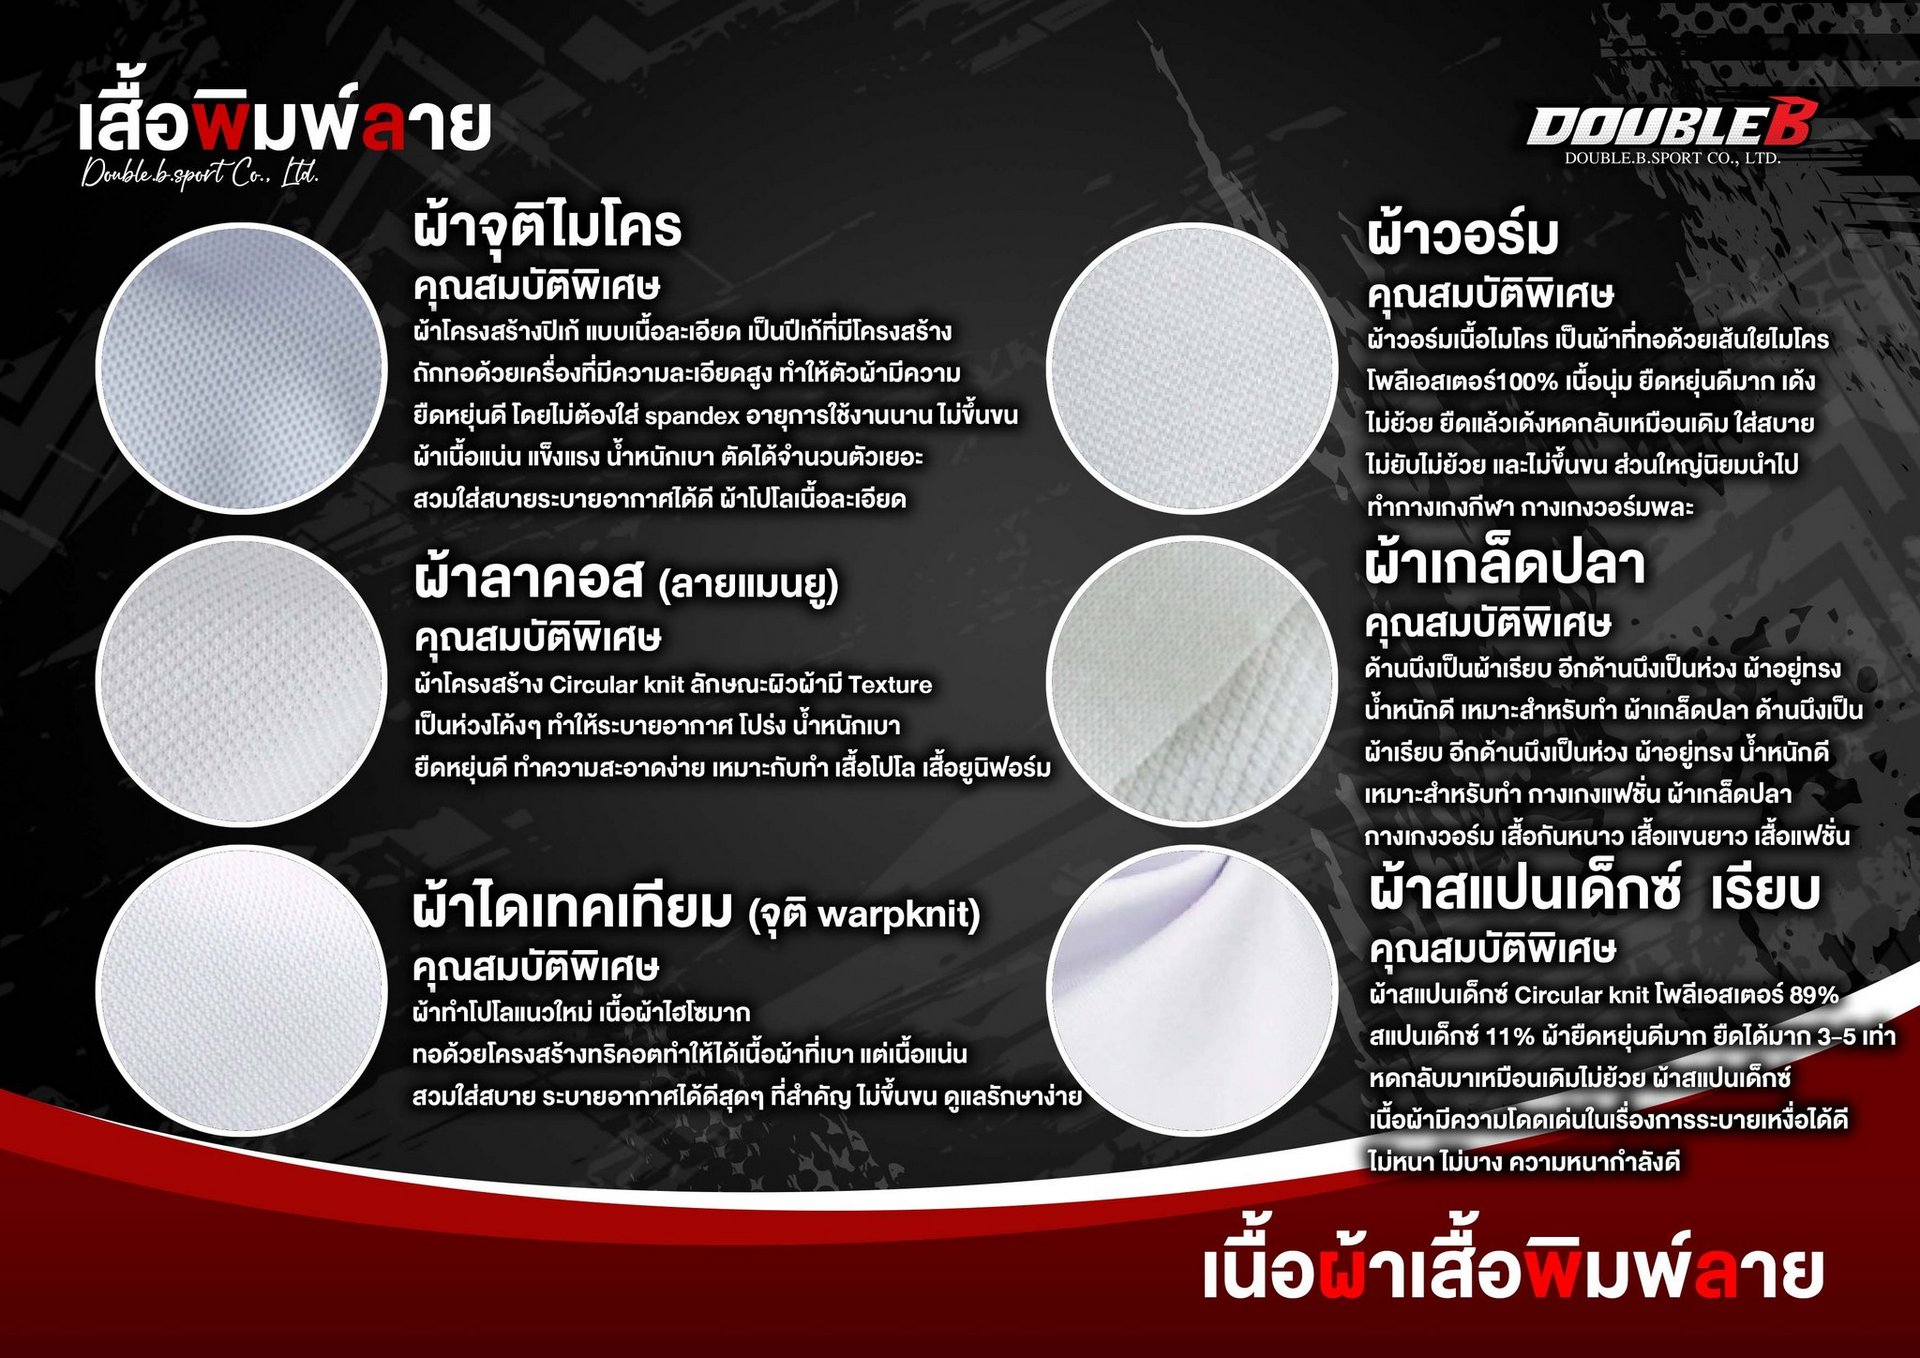 เสื้อพิมพ์ลาย
Double.b.sport Co., Ltd.
DOUBLEB
DOUBLE.B.SPORT CO., LTD.
ผ้าจุติไมโคร
คุณสมบัติพิเศษ
ผ้าโครงสร้างปิเก้ แบบเนื้อละเอียด เป็นปิเก้ที่มีโครงสร้าง
ถักทอด้วยเครื่องที่มีความละเอียดสูง ทำให้ตัวผ้ามีความ
ยืดหยุ่นดี โดยไม่ต้องใส่ spandex อายุการใช้งานนาน ไม่ขึ้นขน
ผ้าเนื้อแน่น แข็งแรง น้ำหนักเบา ตัดได้จำนวนตัวเยอะ
สวมใส่สบายระบายอากาศได้ดี ผ้าโปโลเนื้อละเอียด
ผ้าลาคอส (ลายแมนยู)
คุณสมบัติพิเศษ
ผ้าโครงสร้าง Circular knit ลักษณะผิวผ้ามี Texture
เป็นห่วงโค้งๆ ทำให้ระบายอากาศ โปร่ง น้ำหนักเบา
ยืดหยุ่นดี ทำความสะอาดง่าย เหมาะกับทำ เสื้อโปโล เสื้อยูนิฟอร์ม
ผ้าไดเทคเทียม (จุติ warpknit)
คุณสมบัติพิเศษ
ผ้าทำโปโลแนวใหม่ เนื้อผ้าไฮโซมาก
ทอด้วยโครงสร้างทริคอตทำให้ได้เนื้อผ้าที่เบา แต่เนื้อแน่น
สวมใส่สบาย ระบายอากาศได้ดีสุดๆ ที่สำคัญ ไม่ขึ้นขน ดูแลรักษาง่าย
ผ้าวอร์ม
คุณสมบัติพิเศษ
ผ้าวอร์มเนื้อไมโคร เป็นผ้าที่ทอด้วยเส้นใยไมโคร
โพลีเอสเตอร์100% เนื้อนุ่ม ยืดหยุ่นดีมาก เด้ง
ไม่ย้วย ยืดแล้วเด้งหดกลับเหมือนเดิม ใส่สบาย
ไม่ยับไม่ย้วย และไม่ขึ้นขน ส่วนใหญ่นิยมนำไป
ทำกางเกงกีฬา กางเกงวอร์มพละ
ผ้าเกล็ดปลา
คุณสมบัติพิเศษ
ด้านนึงเป็นผ้าเรียบ อีกด้านนึงเป็นห่วง ผ้าอยู่ทรง
น้ำหนักดี เหมาะสำหรับทำ ผ้าเกล็ดปลา ด้านนึงเป็น
ผ้าเรียบ อีกด้านนึงเป็นห่วง ผ้าอยู่ทรง น้ำหนักดี
เหมาะสำหรับทำ กางเกงแฟชั่น ผ้าเกล็ดปลา
กางเกงวอร์ม เสื้อกันหนาว เสื้อแขนยาว เสื้อแฟชั่น
ผ้าสแปนเด็กซ์ เรียบ
คุณสมบัติพิเศษ
ผ้าสแปนเด็กซ์ Circular knit โพลีเอสเตอร์ 89%
สแปนเด็กซ์ 11% ผ้ายืดหยุ่นดีมาก ยืดได้มาก 3-5 เท่า
หดกลับมาเหมือนเดิมไม่ย้วย ผ้าสแปนเด็กซ์
เนื้อผ้ามีความโดดเด่นในเรื่องการระบายเหงื่อได้ดี
ไม่หนา ไม่บาง ความหนากำลังดี
เนื้อผ้าเสื้อพิมพ์ลาย